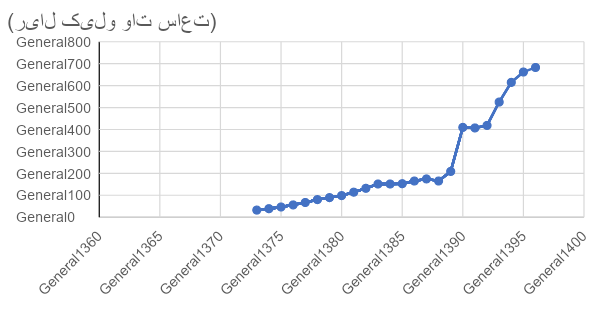 (ریال کیلو وات ساعت)
General800
General700
General600
General500
General400
General300
General200
General100
General0
General1360
General1365
General1370
General1375
General1380
General1385
General1390
General1395
General1400